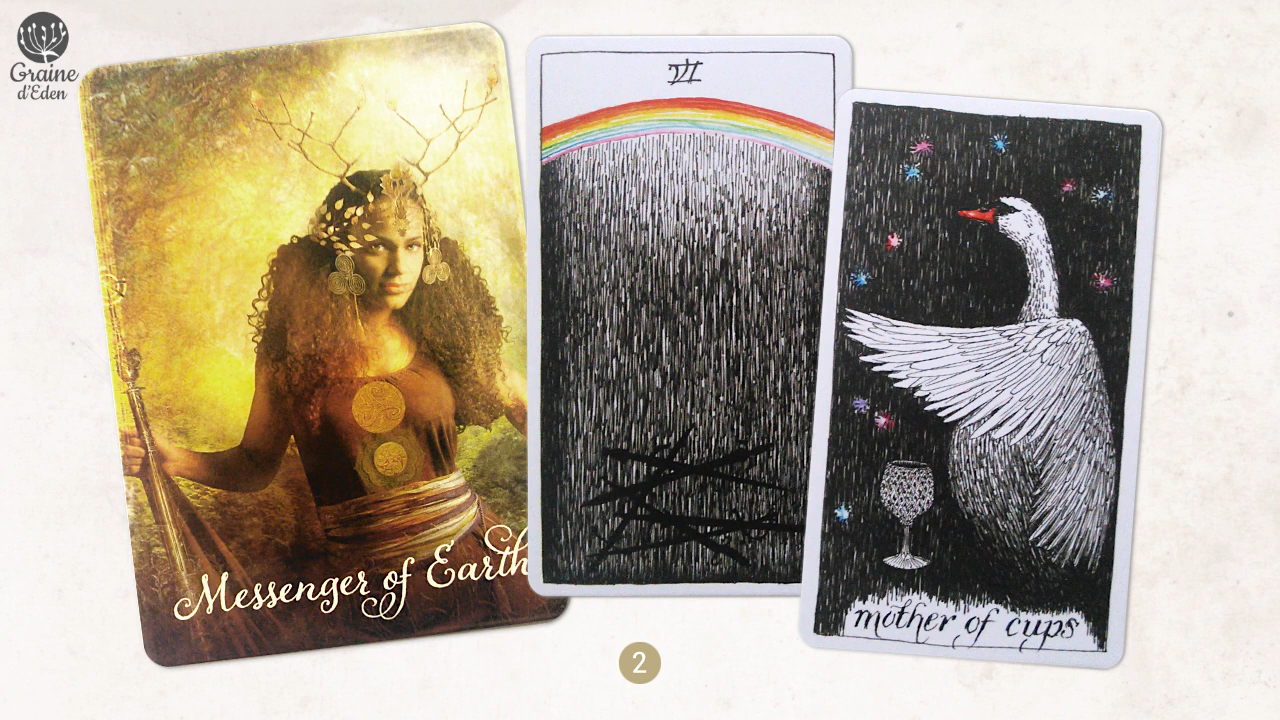 Graine
d'Eden
VI
Messenger of Earth
mother of cups
2